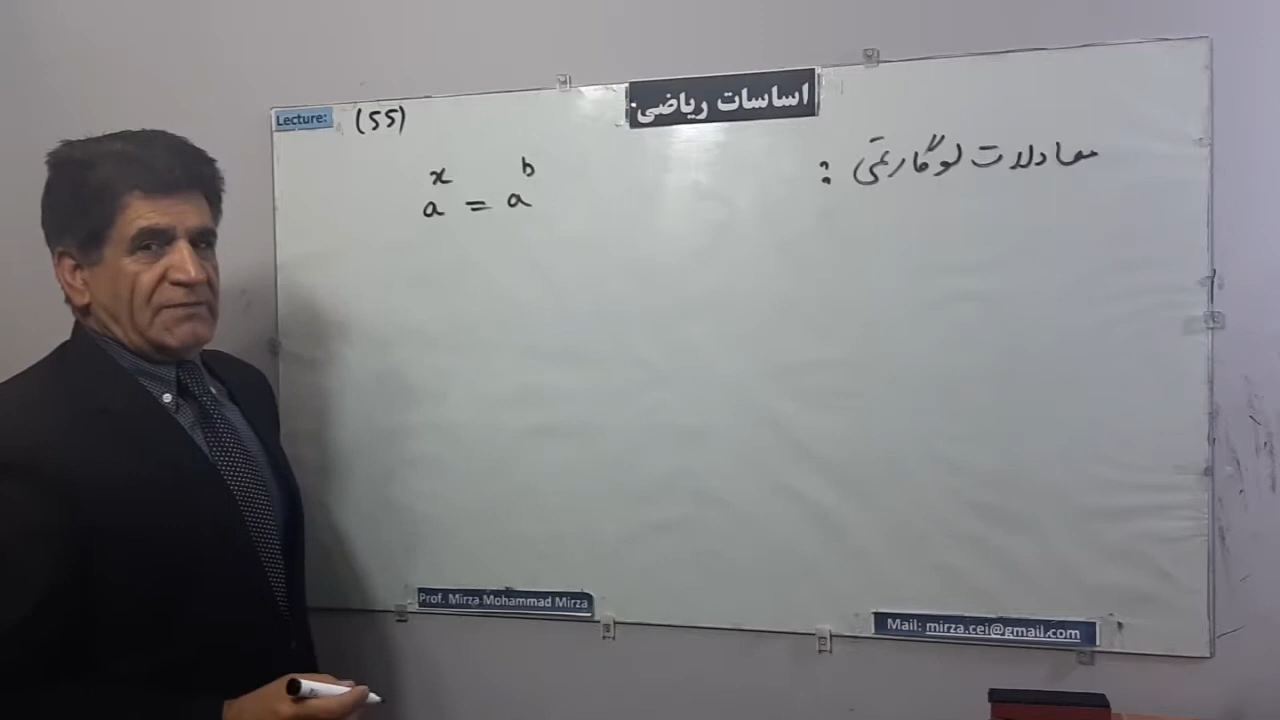 اساسات ریاضی
Lecture: (55)
معادلات لوگاریتمی :
a^x = a^b
Prof. Mirza Mohammad Mirza
Mail: mirza.cei@gmail.com